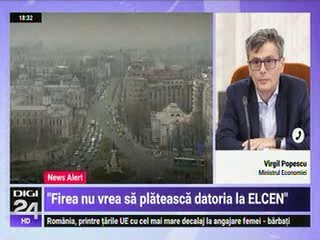 18:32
Virgil Popescu
Ministrul Economiei
News Alert
"Firea nu vrea să plătească datoria la ELCEN"
DIGI
24
HD
România, printre țările UE cu cel mai mare decalaj la angajare femei - bărbați